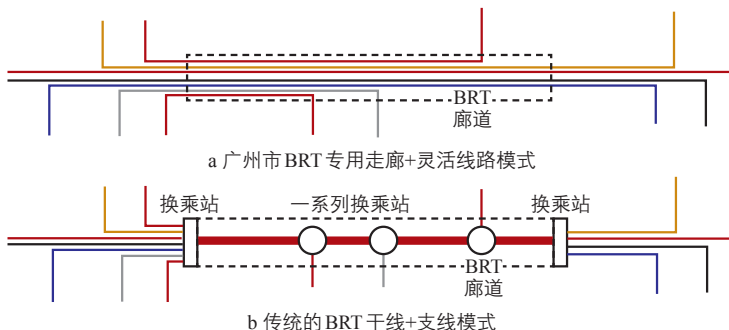 BRT
廊道
a 广州市BRT专用走廊+灵活线路模式
换乘站
一系列换乘站
换乘站
BRT
廊道
b 传统的BRT干线+支线模式